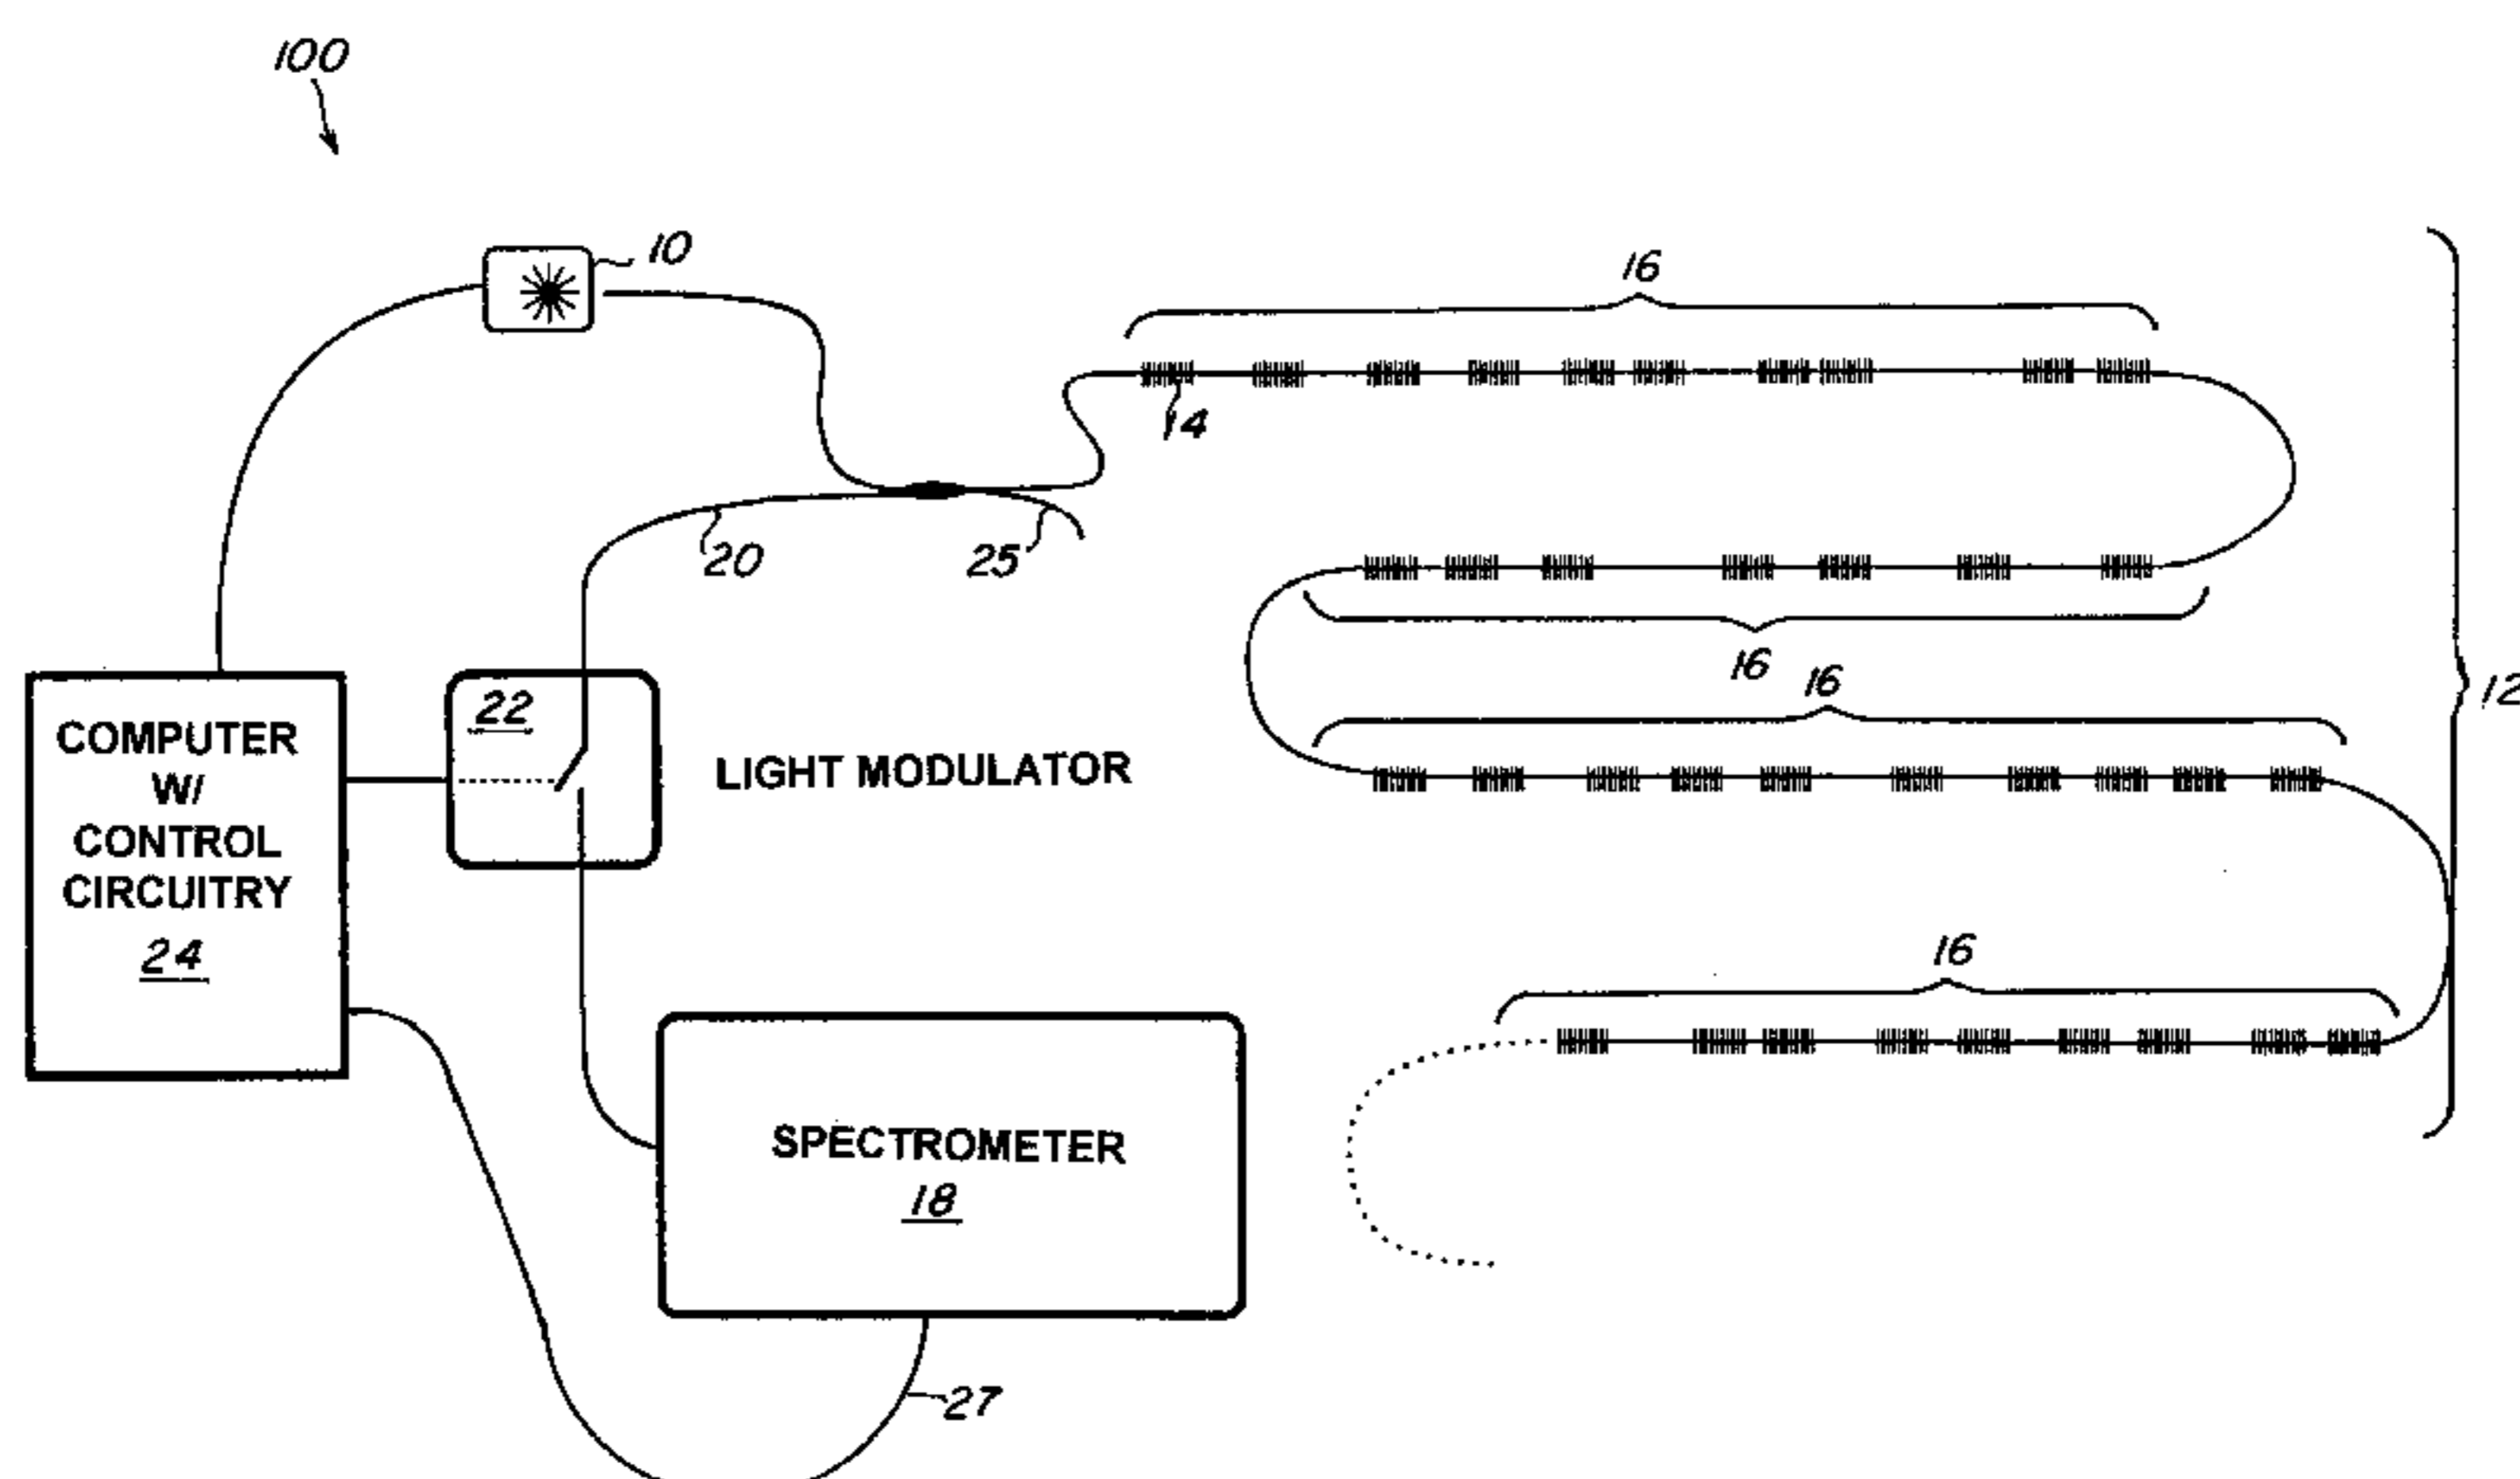 100
10
16
14
20
25
16
16
12
22
LIGHT MODULATOR
COMPUTER
W/
CONTROL
CIRCUITRY
24
16
SPECTROMETER
18
27